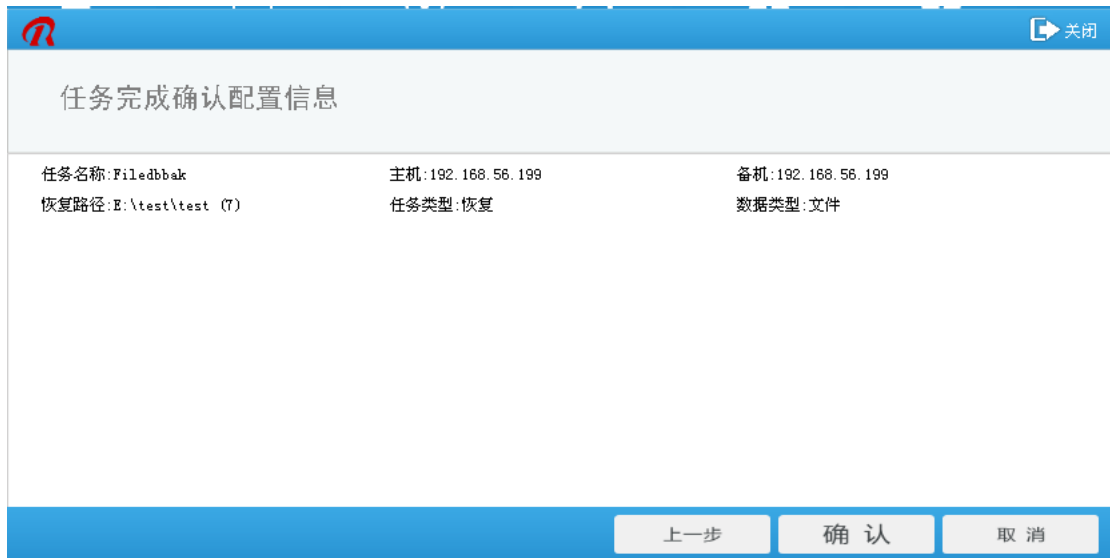 关闭
任务完成确认配置信息
任务名称:Filedbbak 主机:192.168.56.199 备机:192.168.56.199
恢复路径:E:\test\test (7) 任务类型:恢复 数据类型:文件
上一步 确 认 取 消